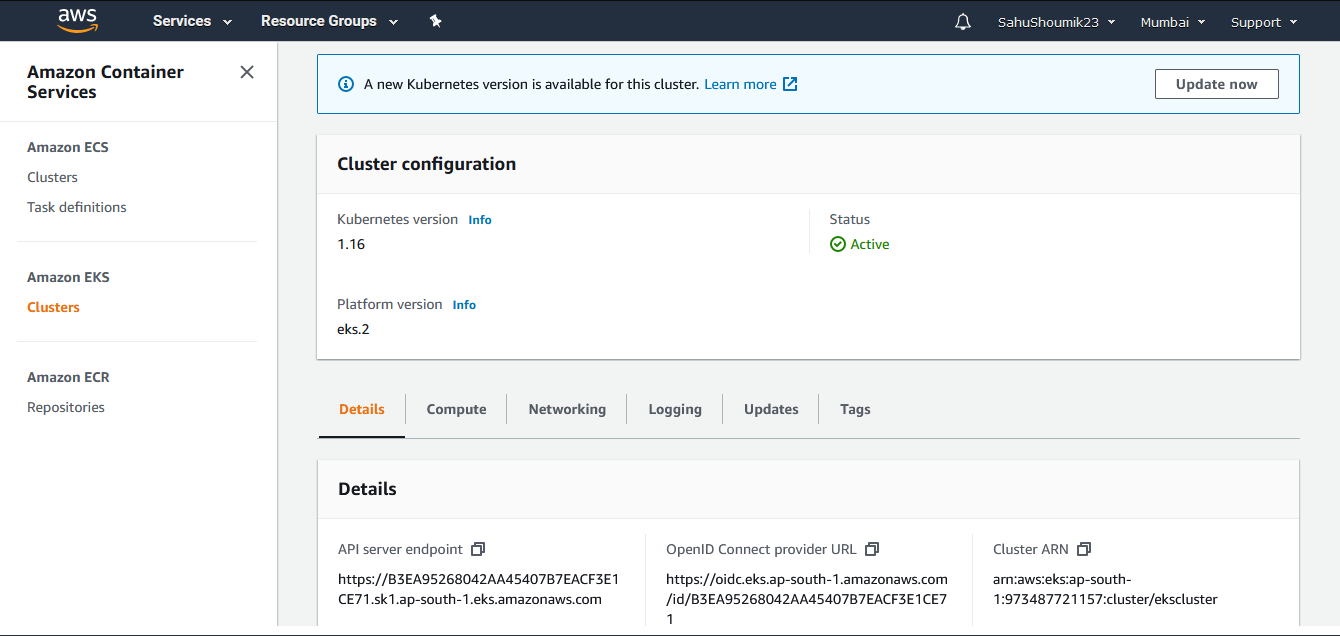 aws Services Resource Groups SahuShoumik23 Mumbai Support
Amazon Container
Services
Amazon ECS
Clusters
Task definitions
Amazon EKS
Clusters
Amazon ECR
Repositories
A new Kubernetes version is available for this cluster. Learn more Update now
Cluster configuration
Kubernetes version Info
1.16
Status
Active
Platform version Info
eks.2
Details Compute Networking Logging Updates Tags
Details
API server endpoint
https://B3EA95268042AA45407B7EACF3E1
CE71.sk1.ap-south-1.eks.amazonaws.com
OpenID Connect provider URL
https://oidc.eks.ap-south-1.amazonaws.com
/id/B3EA95268042AA45407B7EACF3E1CE7
1
Cluster ARN
arn:aws:eks:ap-south-
1:973487721157:cluster/ekscluster